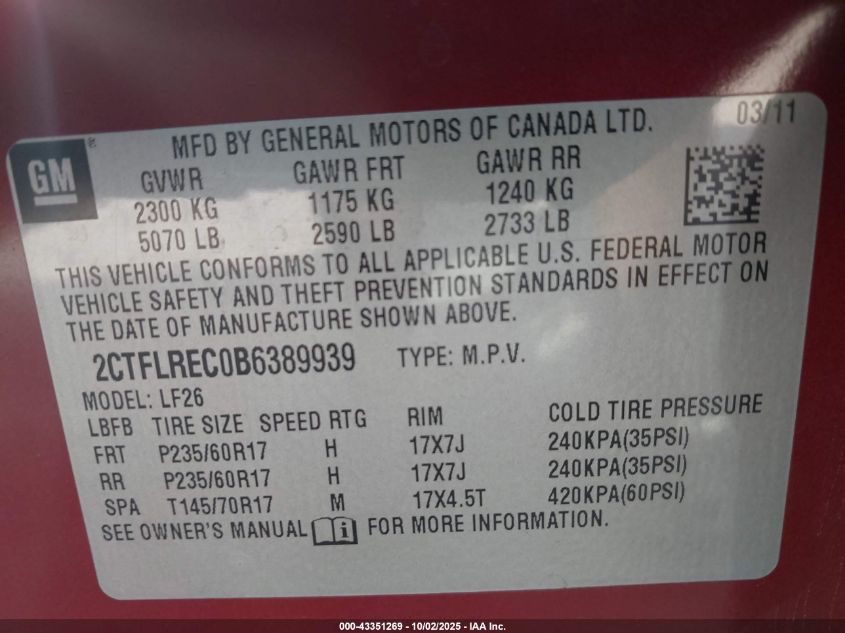 03/11
GM®
MFD BY GENERAL MOTORS OF CANADA LTD.
GVWR GAWR FRT GAWR RR
2300 KG 1175 KG 1240 KG
5070 LB 2590 LB 2733 LB
THIS VEHICLE CONFORMS TO ALL APPLICABLE U.S. FEDERAL MOTOR
VEHICLE SAFETY AND THEFT PREVENTION STANDARDS IN EFFECT ON
THE DATE OF MANUFACTURE SHOWN ABOVE.
2CTFLREC0B6389939 TYPE: M.P.V.
MODEL: LF26
LBFB TIRE SIZE SPEED RTG RIM COLD TIRE PRESSURE
FRT P235/60R17 H 17X7J 240KPA(35PSI)
RR P235/60R17 H 17X7J 240KPA(35PSI)
SPA T145/70R17 M 17X4.5T 420KPA(60PSI)
SEE OWNER'S MANUAL i FOR MORE INFORMATION.
000-43351269 - 10/02/2025 - IAA Inc.